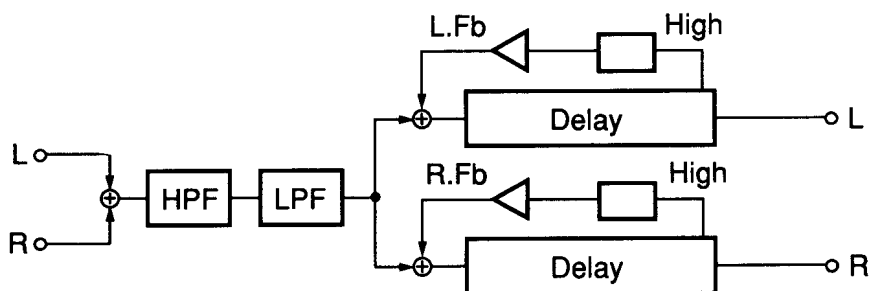 L.Fb High
Delay L
L
HPF LPF
R.Fb High
R
Delay R